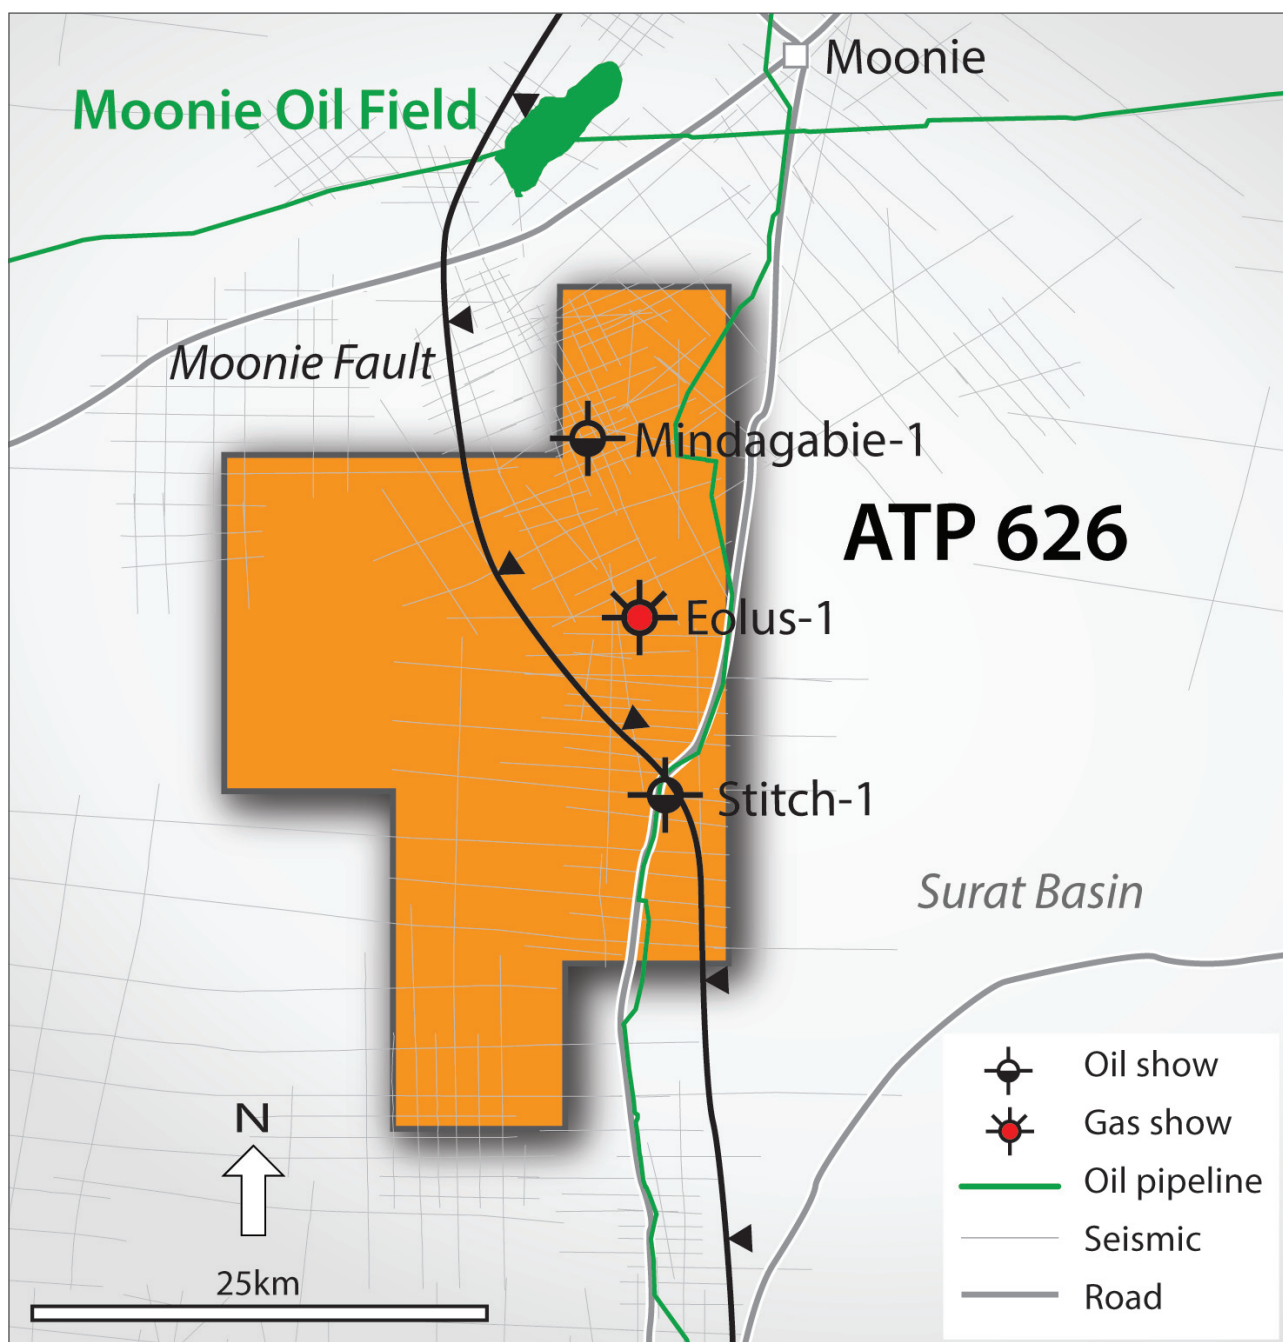 Moonie
Moonie Oil Field
Moonie Fault
Mindagabie-1
ATP 626
Eolus-1
Stitch-1
Surat Basin
N
25km
Oil show
Gas show
Oil pipeline
Seismic
Road